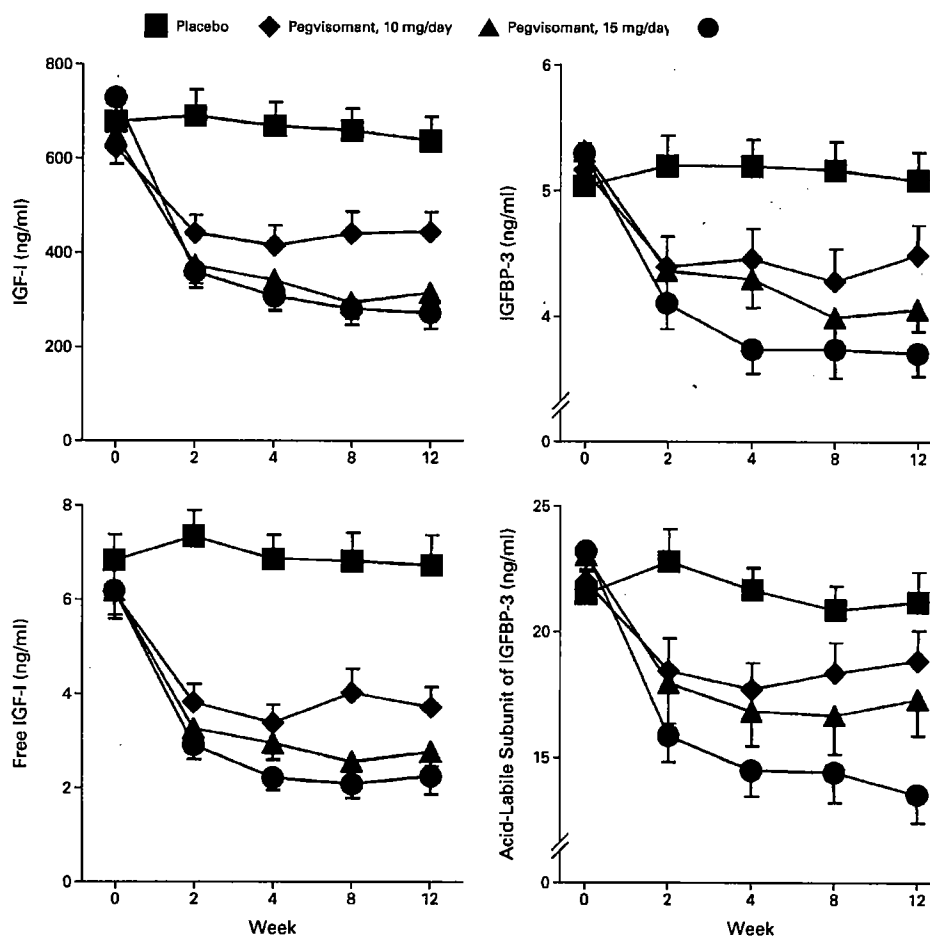 Placebo Pegvisomant, 10 mg/day Pegvisomant, 15 mg/day
800
600
400
200
0
IGF-I (ng/ml)
0 2 4 8 12
6
5
4
0
IGFBP-3 (ng/ml)
0 2 4 8 12
8
6
4
2
0
Free IGF-I (ng/ml)
0 2 4 8 12
Week
25
20
15
0
Acid-Labile Subunit of IGFBP-3 (ng/ml)
0 2 4 8 12
Week